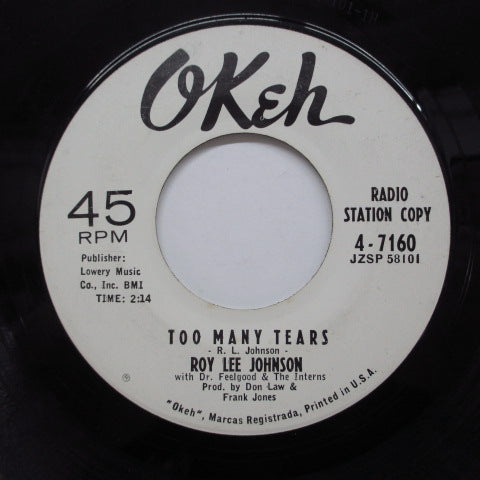 OKeh
45
RPM
RADIO
STATION COPY
4-7160
JZSP 58101
Publisher:
Lowery Music
Co., Inc. BMI
TIME: 2:14
TOO MANY TEARS
- R. L. Johnson -
ROY LEE JOHNSON
with Dr. Feelgood & The Interns
Prod. by Don Law &
Frank Jones
"Okeh", Marcas Registrada, Printed in U.S.A.